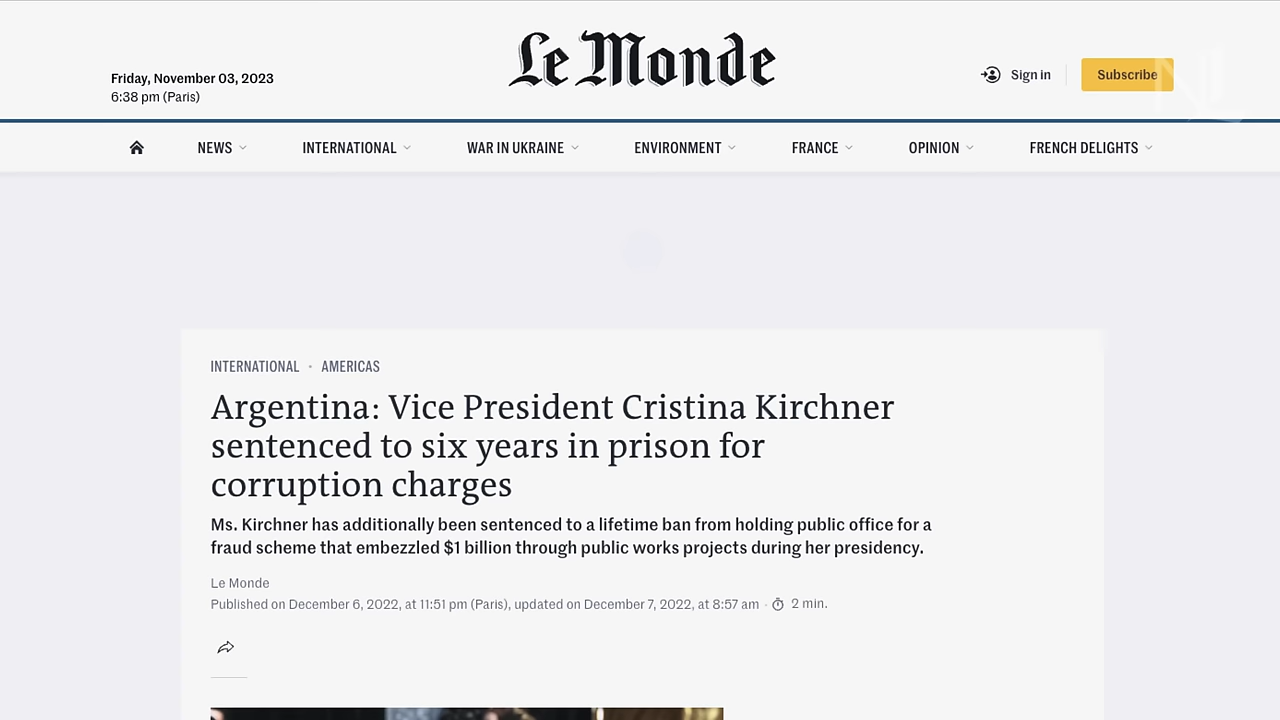 Le Monde
Friday, November 03, 2023
6:38 pm (Paris)
Sign in
Subscribe
NL
NEWS
INTERNATIONAL
WAR IN UKRAINE
ENVIRONMENT
FRANCE
OPINION
FRENCH DELIGHTS
INTERNATIONAL • AMERICAS
Argentina: Vice President Cristina Kirchner
sentenced to six years in prison for
corruption charges
Ms. Kirchner has additionally been sentenced to a lifetime ban from holding public office for a
fraud scheme that embezzled $1 billion through public works projects during her presidency.
Le Monde
Published on December 6, 2022, at 11:51 pm (Paris), updated on December 7, 2022, at 8:57 am · 2 min.